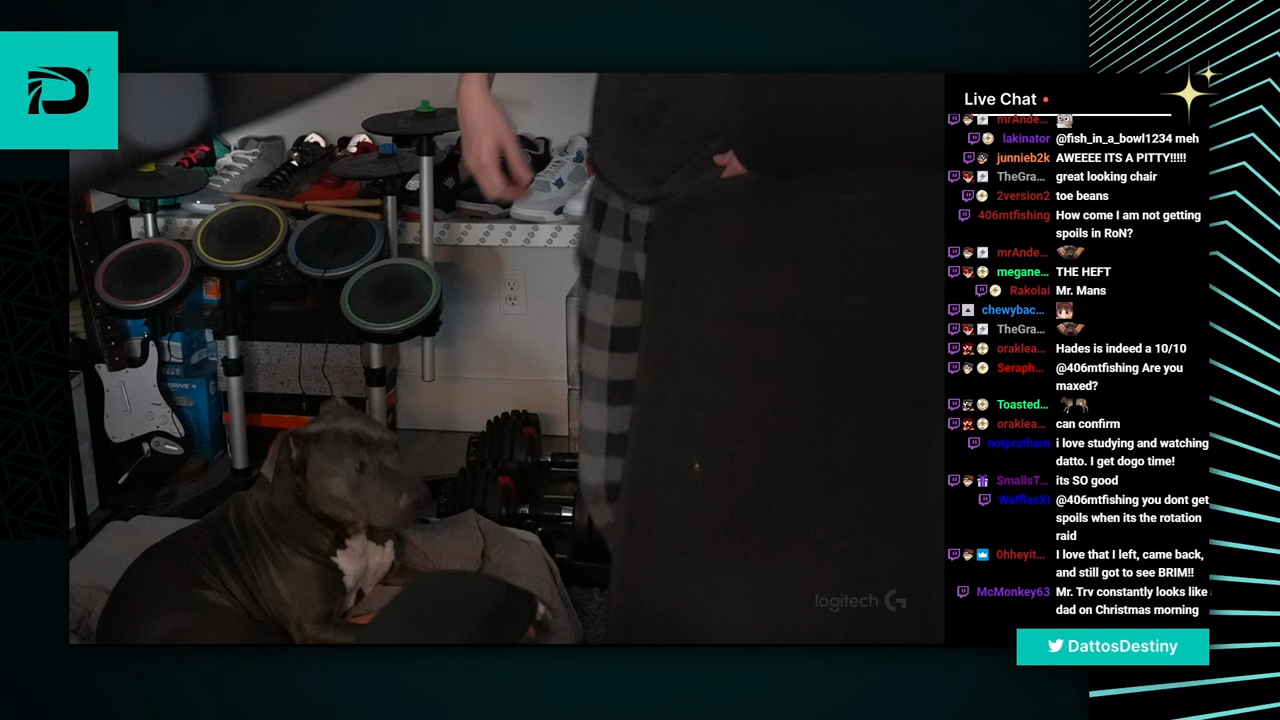 Live Chat
mrAnde...
lakinator @fish_in_a_bowl1234 meh
junnieb2k AWEEEE ITS A PITTY!!!!!
TheGra... great looking chair
2version2 toe beans
406mtfishing How come I am not getting
spoils in RoN?
mrAnde...
megane... THE HEFT
Rakolai Mr. Mans
chewybac...
TheGra...
oraklea... Hades is indeed a 10/10
Seraph... @406mtfishing Are you
maxed?
Toasted...
oraklea... can confirm
notpratham i love studying and watching
datto. I get dogo time!
SmallsT... its SO good
WafflesXI @406mtfishing you dont get
spoils when its the rotation
raid
0hheyit... I love that I left, came back,
and still got to see BRIM!!
McMonkey63 Mr. Trv constantly looks like
dad on Christmas morning
logitech G
DattosDestiny